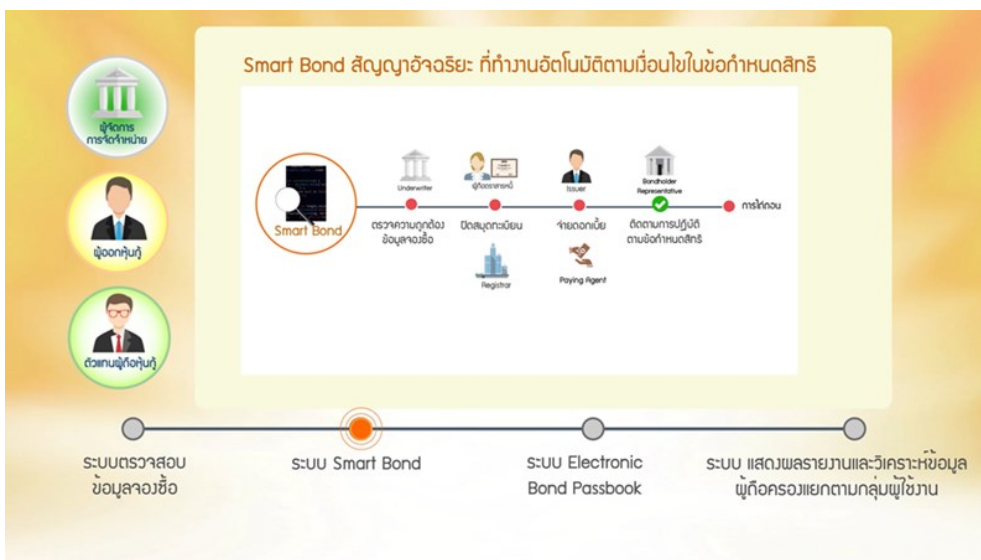 Smart Bond สัญญาอัจฉริยะ ที่ทำงานอัตโนมัติตามเงื่อนไขในข้อกำหนดสิทธิ
ผู้จัดการ
การจัดจำหน่าย
ผู้ออกหุ้นกู้
ตัวแทนผู้ถือหุ้นกู้
Smart Bond
Underwriter
ตรวจความถูกต้อง
ข้อมูลจองซื้อ
ผู้ถือตราสารหนี้
ปิดสมุดทะเบียน
Registrar
Issuer
จ่ายดอกเบี้ย
Paying Agent
Bondholder
Representative
ติดตามการปฏิบัติ
ตามข้อกำหนดสิทธิ
การไถ่ถอน
ระบบตรวจสอบ
ข้อมูลจองซื้อ
ระบบ Smart Bond
ระบบ Electronic
Bond Passbook
ระบบ แสดงผลรายงานและวิเคราะห์ข้อมูล
ผู้ถือครองแยกตามกลุ่มผู้ใช้งาน